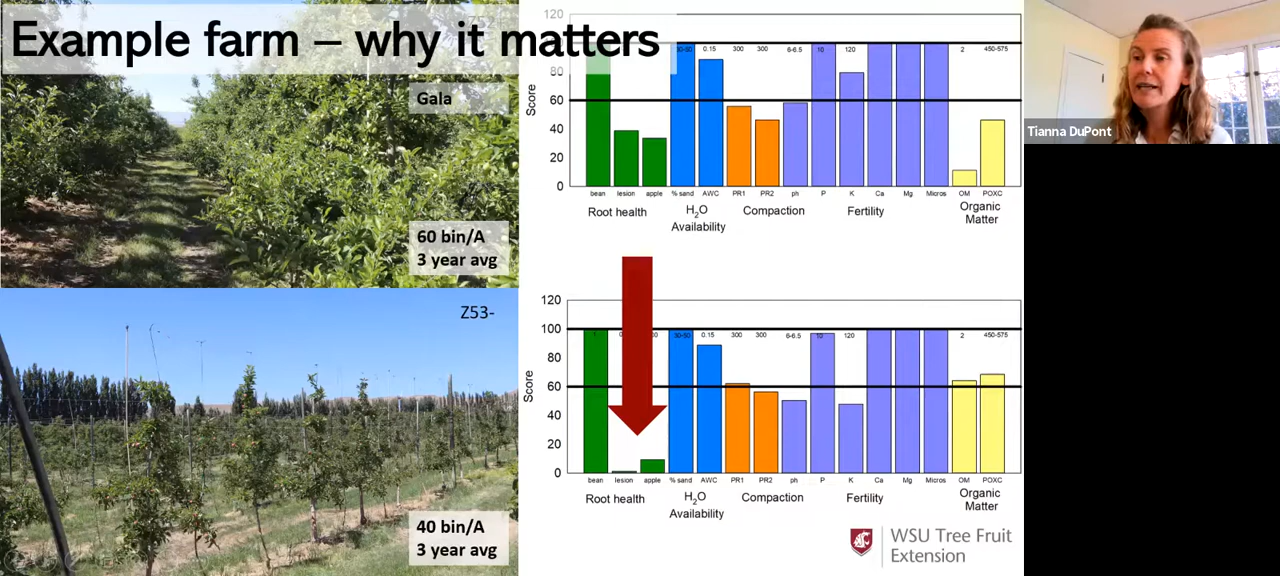 Example farm – why it matters
Gala
60 bin/A
3 year avg
120
80
60
40
20
0
Score
30-60 0.15 300 300 6-6.5 10 120 2 450-575
bean lesion apple % sand AWC PR1 PR2 ph P K Ca Mg Micros OM POXC
Root health H2O Availability Compaction Fertility Organic Matter
Tianna DuPont
Z53-
40 bin/A
3 year avg
120
100
80
60
40
20
0
Score
0.15 300 300 6-6.5 10 120 2 450-575
bean lesion apple % sand AWC PR1 PR2 ph P K Ca Mg Micros OM POXC
Root health H2O Availability Compaction Fertility Organic Matter
WSU Tree Fruit
Extension